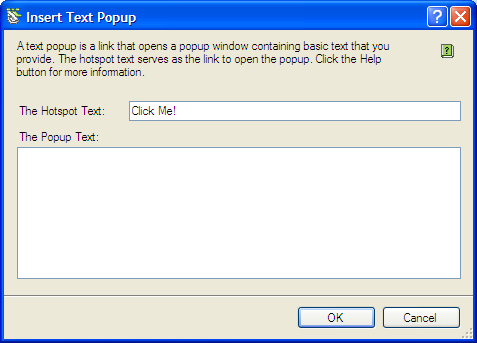 Insert Text Popup
A text popup is a link that opens a popup window containing basic text that you
provide. The hotspot text serves as the link to open the popup. Click the Help
button for more information.
The Hotspot Text:
Click Me!
The Popup Text:
OK
Cancel